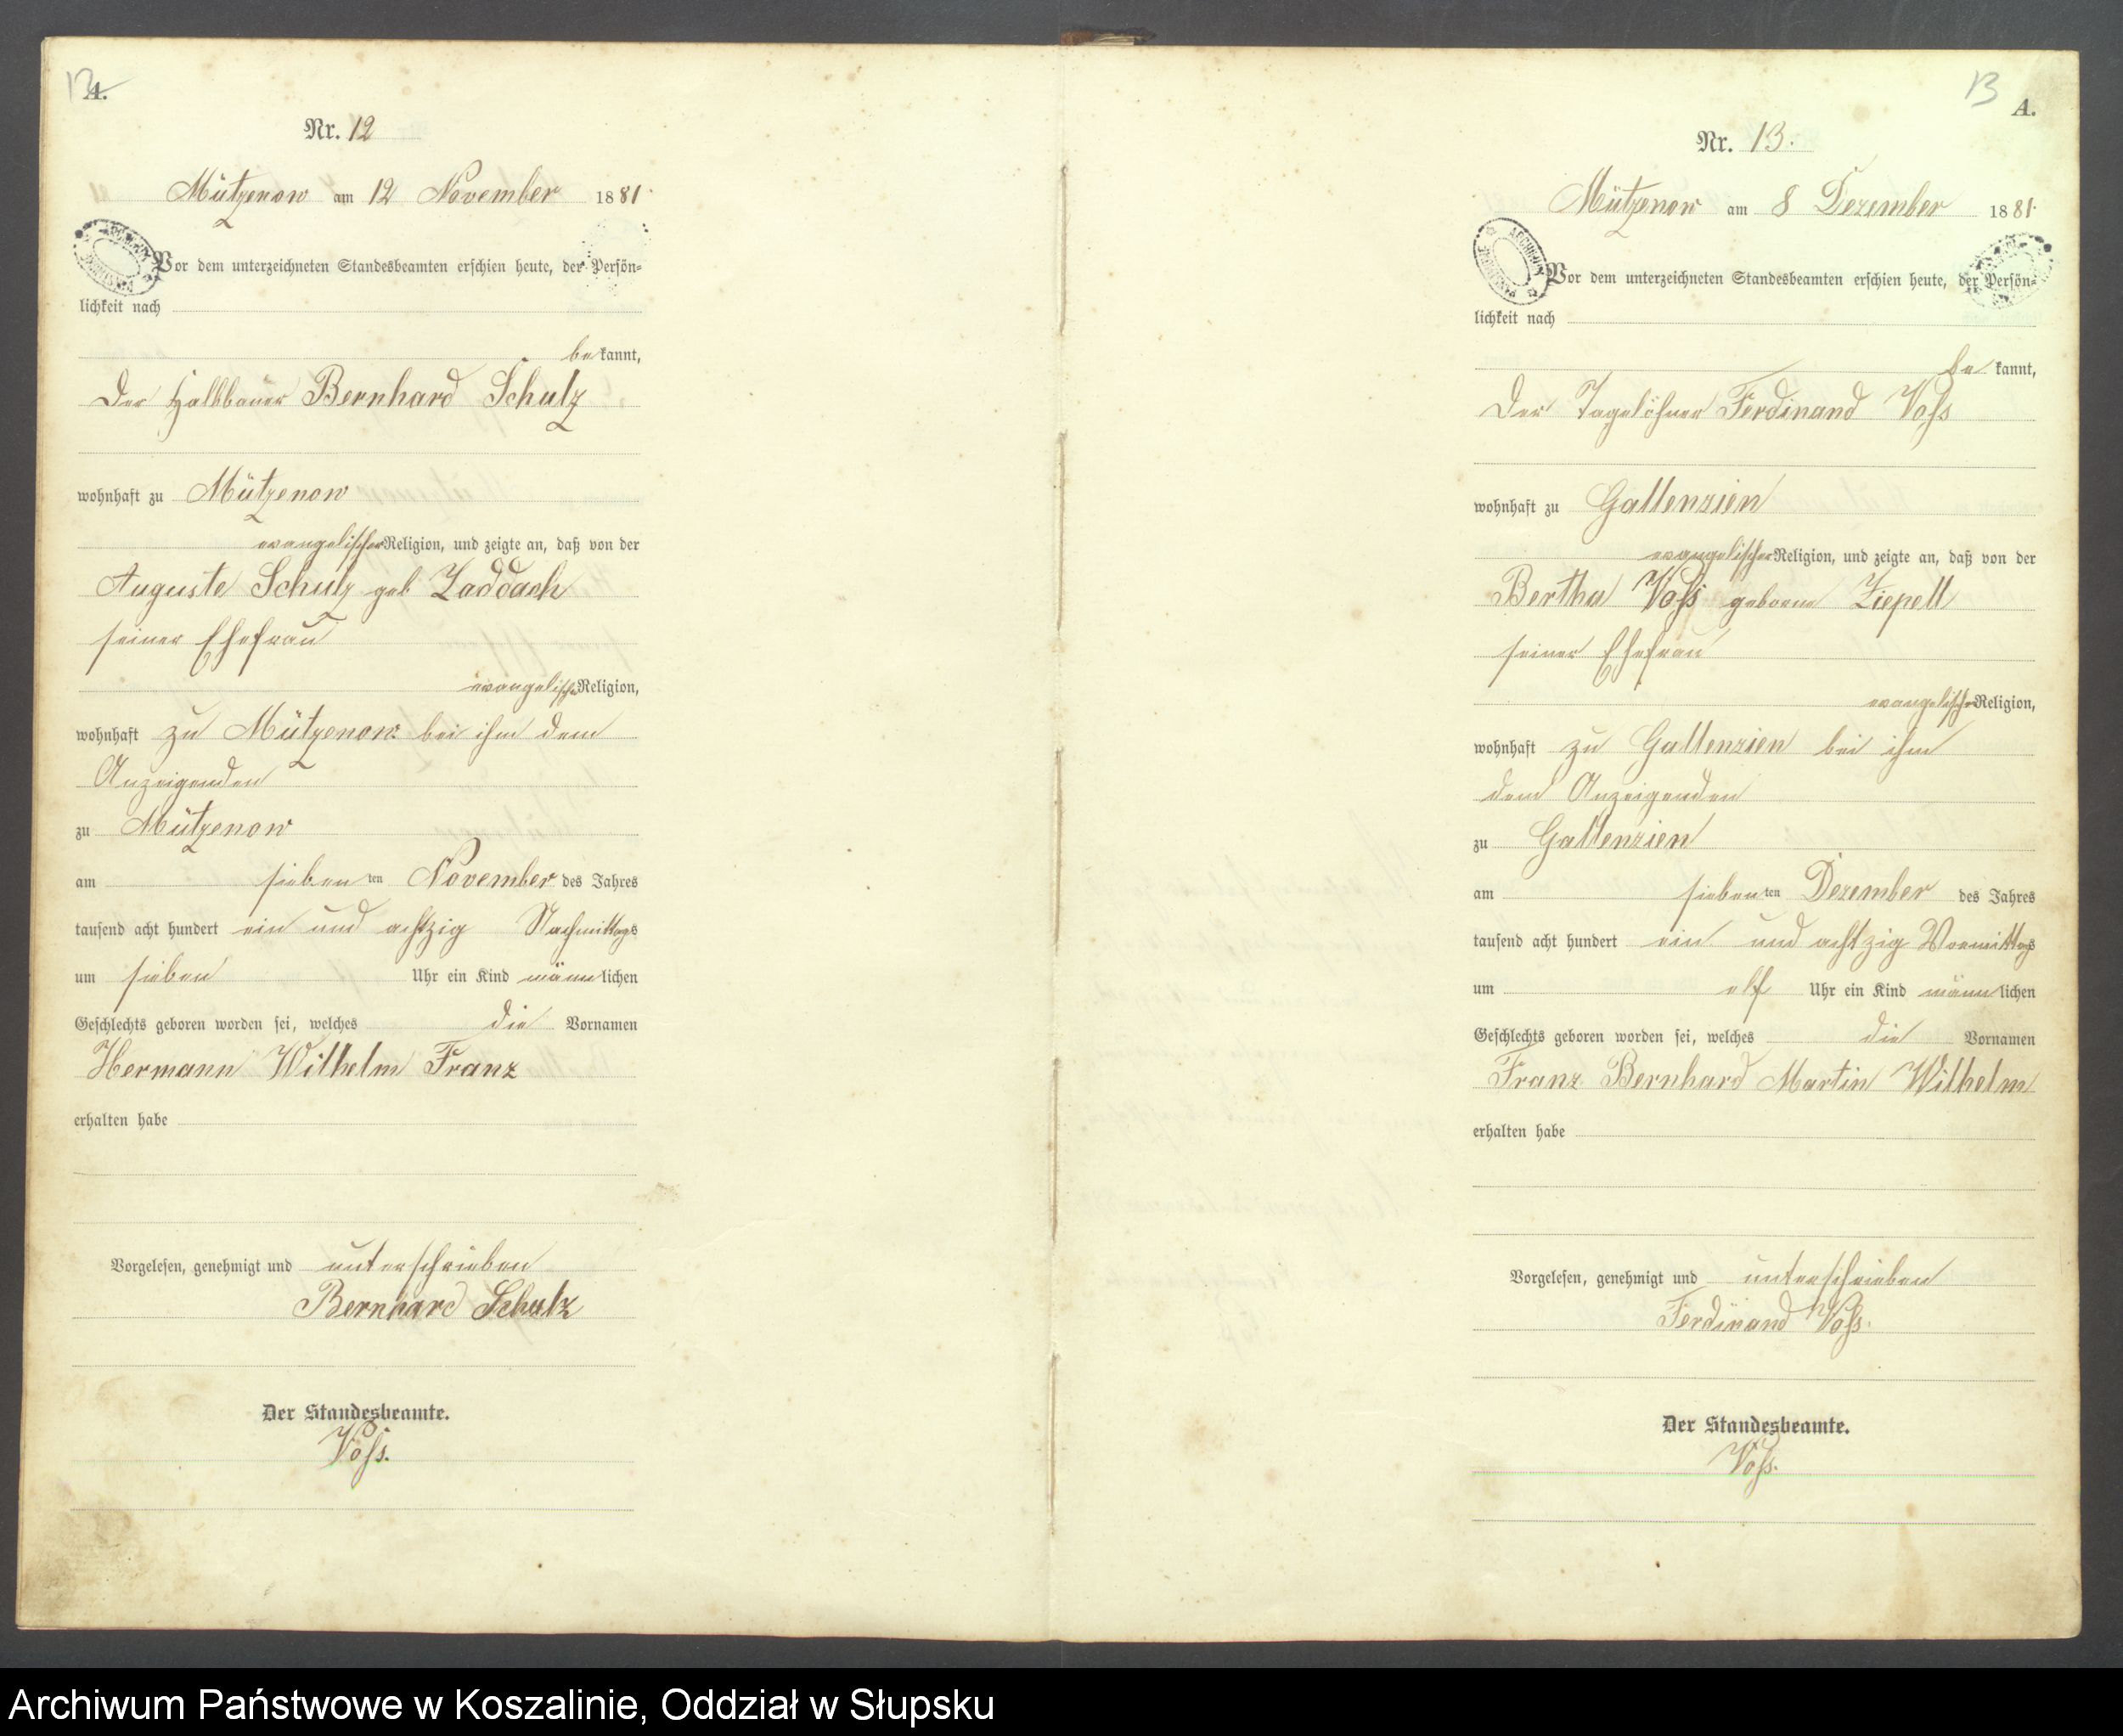 A.
Nr. 12
Mützenow am 12 November 1881.
Vor dem unterzeichneten Standesbeamten erschien heute, der Persön-
lichkeit nach
bekannt,
der Halbbauer Bernhard Schulz
wohnhaft zu Mützenow
evangelischer Religion, und zeigte an, daß von der
Auguste Schulz geb Zaddach
seiner Ehefrau
evangelischer Religion,
wohnhaft zu Mützenow bei ihm dem
Anzeigenden
zu Mützenow
am siebenten November des Jahres
tausend acht hundert ein und achtzig Nachmittags
um sieben Uhr ein Kind männlichen
Geschlechts geboren worden sei, welches die Vornamen
Hermann Wilhelm Franz
erhalten habe
Vorgelesen, genehmigt und unterschrieben
Bernhard Schulz
Der Standesbeamte.
Voß.
13
A.
Nr. 13.
Mützenow am 8 Dezember 1881.
Vor dem unterzeichneten Standesbeamten erschien heute, der Persön-
lichkeit nach
bekannt,
der Tagelöhner Ferdinand Voß
wohnhaft zu Gallenzien
evangelischer Religion, und zeigte an, daß von der
Bertha Voß geborene Ziepell
seiner Ehefrau
evangelischer Religion,
wohnhaft zu Gallenzien bei ihm
dem Anzeigenden
zu Gallenzien
am siebenten Dezember des Jahres
tausend acht hundert ein und achtzig Vormittags
um elf Uhr ein Kind männlichen
Geschlechts geboren worden sei, welches die Vornamen
Franz Bernhard Martin Wilhelm
erhalten habe
Vorgelesen, genehmigt und unterschrieben
Ferdinand Voß.
Der Standesbeamte.
Voß.
Archiwum Państwowe w Koszalinie, Oddział w Słupsku